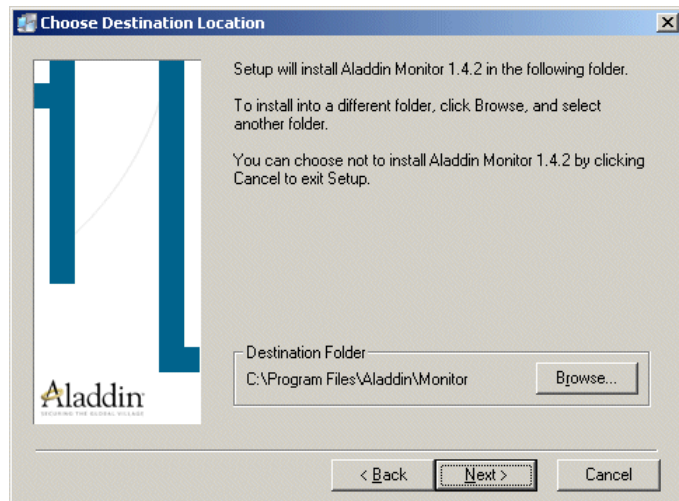 Choose Destination Location
Setup will install Aladdin Monitor 1.4.2 in the following folder.
To install into a different folder, click Browse, and select
another folder.
You can choose not to install Aladdin Monitor 1.4.2 by clicking
Cancel to exit Setup.
Destination Folder
C:\Program Files\Aladdin\Monitor
Browse...
Aladdin
SECURING THE GLOBAL VILLAGE
< Back
Next >
Cancel